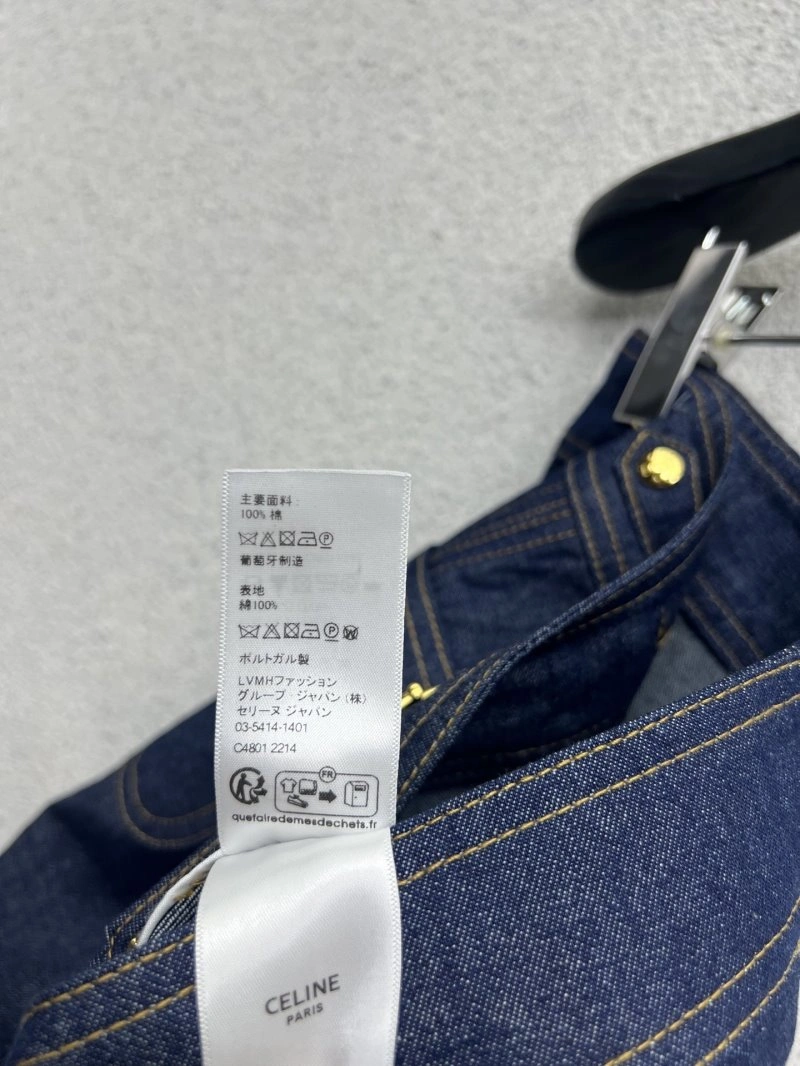 主要面料
100% 棉
葡萄牙制造
表地
綿100%
ポルトガル製
LVMHファッション
グループ・ジャパン(株)
セリーヌ ジャパン
03-5414-1401
C4801 2214
FR
quefairedemesdechets.fr
CELINE
PARIS